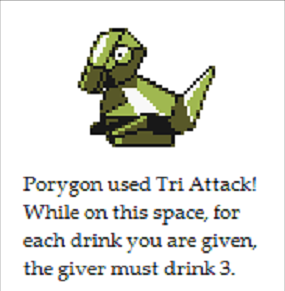 Porygon used Tri Attack!
While on this space, for
each drink you are given,
the giver must drink 3.